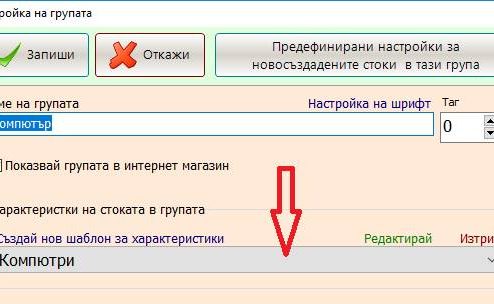 ройка на групата
Запиши
Откажи
Предефинирани настройки за
новосъздадените стоки в тази група
ме на групата
Настройка на шрифт
Таг
омпютър
0
Показвай групата в интернет магазин
арактеристки на стоката в групата
Създай нов шаблон за характеристики
Редактирай
Изтри
Компютри